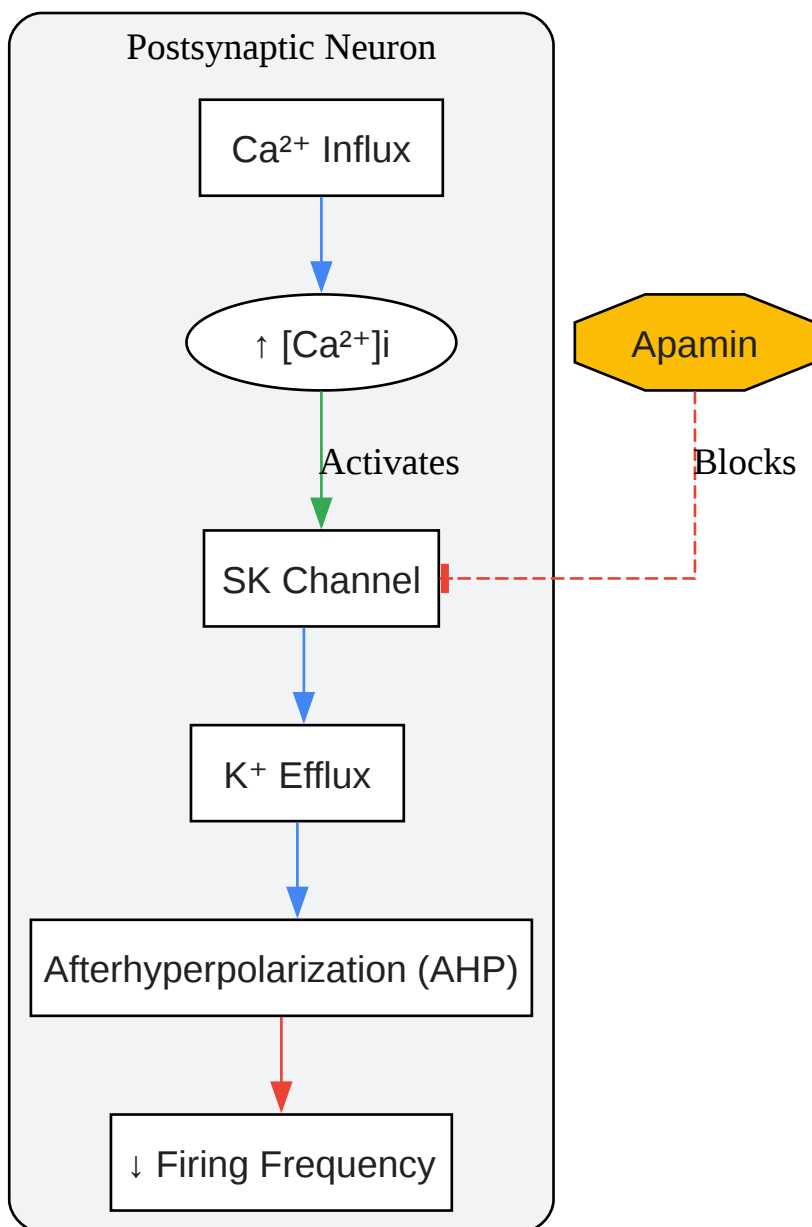 Postsynaptic Neuron
Ca²⁺ Influx
↑ [Ca²⁺]i
Apamin
Activates
Blocks
SK Channel
K⁺ Efflux
Afterhyperpolarization (AHP)
↓ Firing Frequency